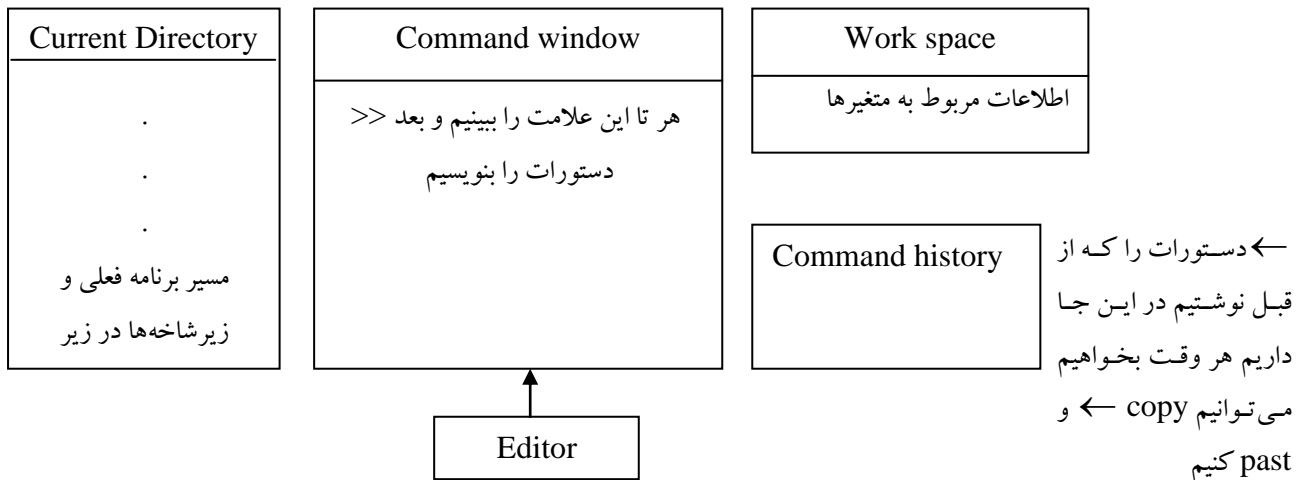 Current Directory
.
.
.
مسیر برنامه فعلی و
زیرشاخه‌ها در زیر
Command window
هر تا این علامت را ببینیم و بعد <<
دستورات را بنویسیم
Work space
اطلاعات مربوط به متغیرها
Command history
←دستورات را که از
قبل نوشتیم در این جا
داریم هر وقت بخواهیم
می‌توانیم copy ← و
past کنیم
Editor